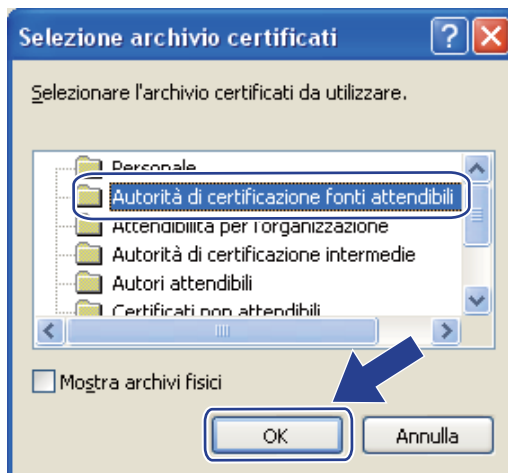 Selezione archivio certificati
Selezionare l'archivio certificati da utilizzare.
Personale
Autorità di certificazione fonti attendibili
Attendibilità per l'organizzazione
Autorità di certificazione intermedie
Autori attendibili
Certificati non attendibili
Mostra archivi fisici
OK
Annulla